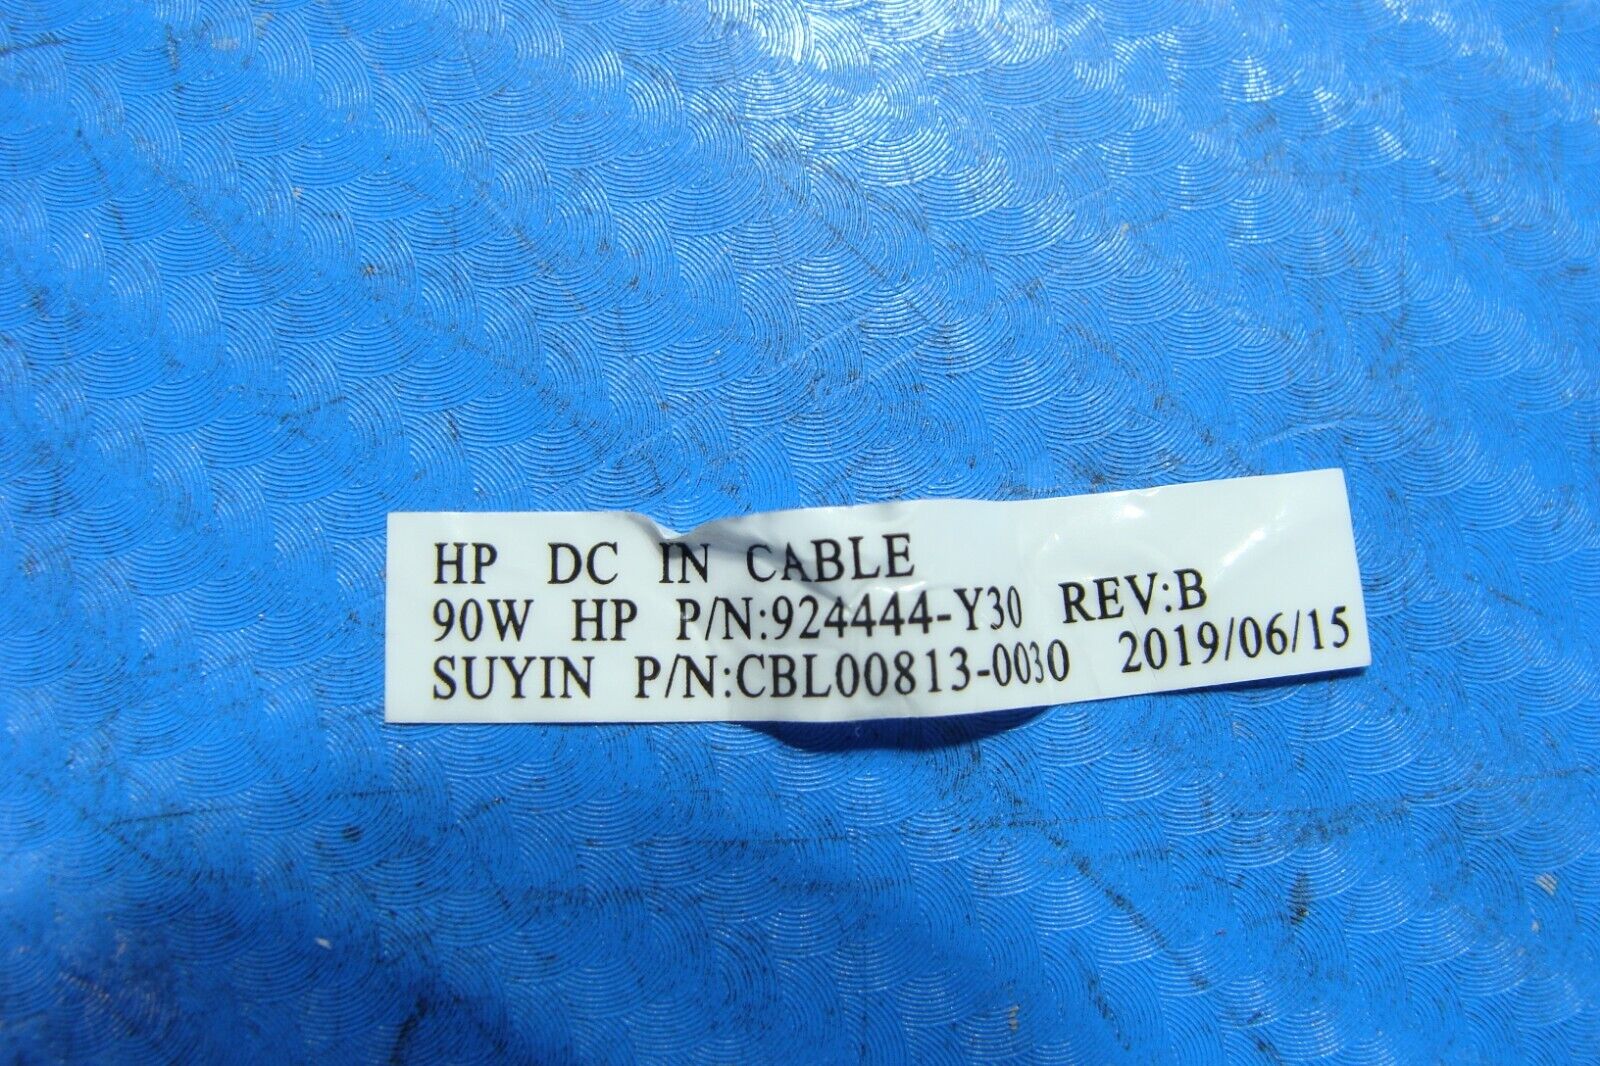 HP DC IN CABLE
90W HP P/N:924444-Y30 REV:B
SUYIN P/N:CBL00813-0030 2019/06/15